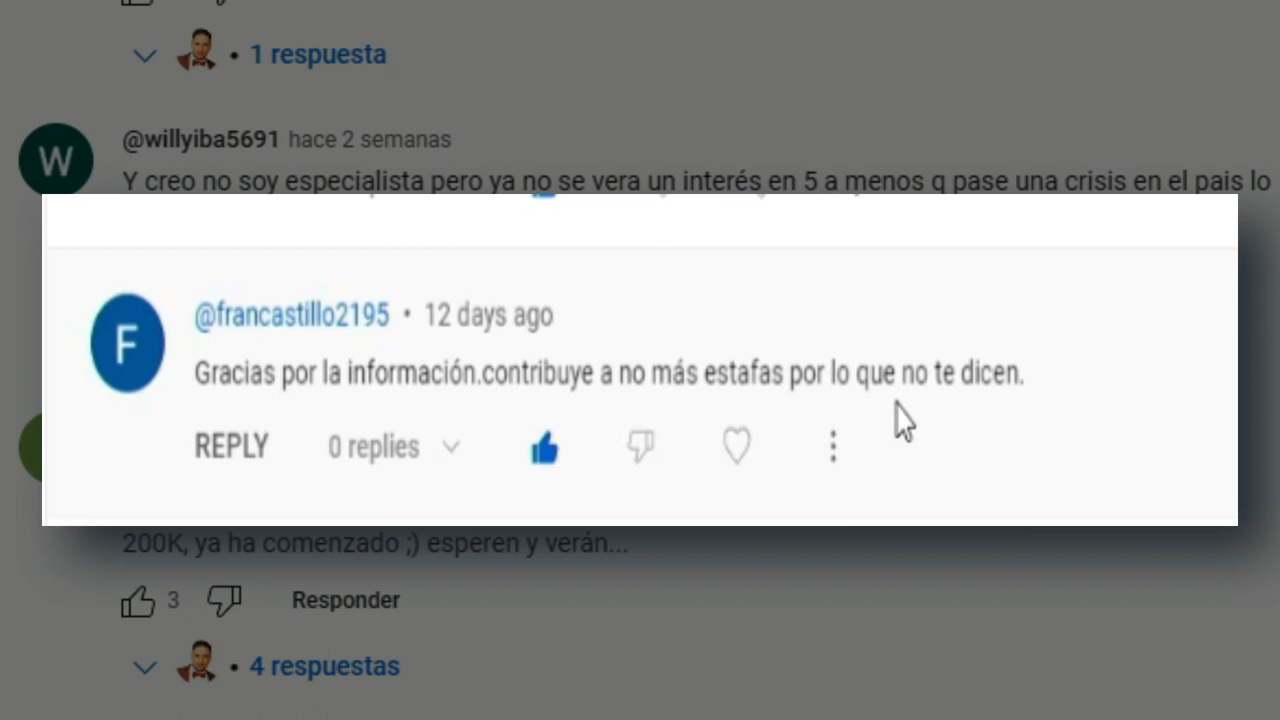 1 respuesta
W
@willyiba5691 hace 2 semanas
Y creo no soy especialista pero ya no se vera un interés en 5 a menos q pase una crisis en el pais lo
F
@francastillo2195 • 12 days ago
Gracias por la información.contribuye a no más estafas por lo que no te dicen.
REPLY 0 replies
200K, ya ha comenzado ;) esperen y verán...
3 Responder
4 respuestas